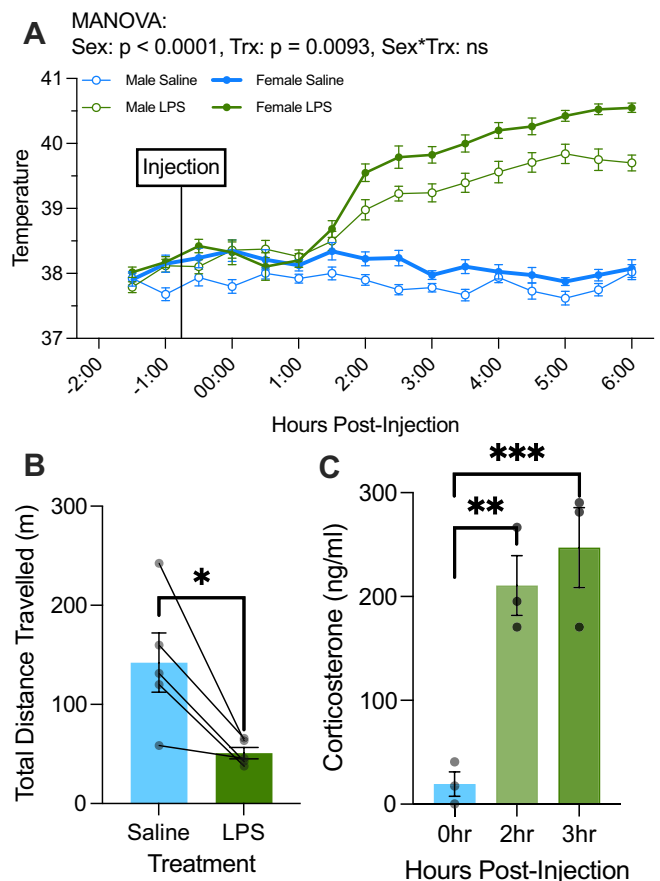 A
MANOVA:
Sex: p < 0.0001, Trx: p = 0.0093, Sex*Trx: ns
Male Saline
Female Saline
Male LPS
Female LPS
Injection
Temperature
41
40
39
38
37
-2:00
-1:00
00:00
1:00
2:00
3:00
4:00
5:00
6:00
Hours Post-Injection
B
Total Distance Travelled (m)
300
200
100
0
*
Saline
LPS
Treatment
C
Corticosterone (ng/ml)
300
200
100
0
***
**
0hr
2hr
3hr
Hours Post-Injection